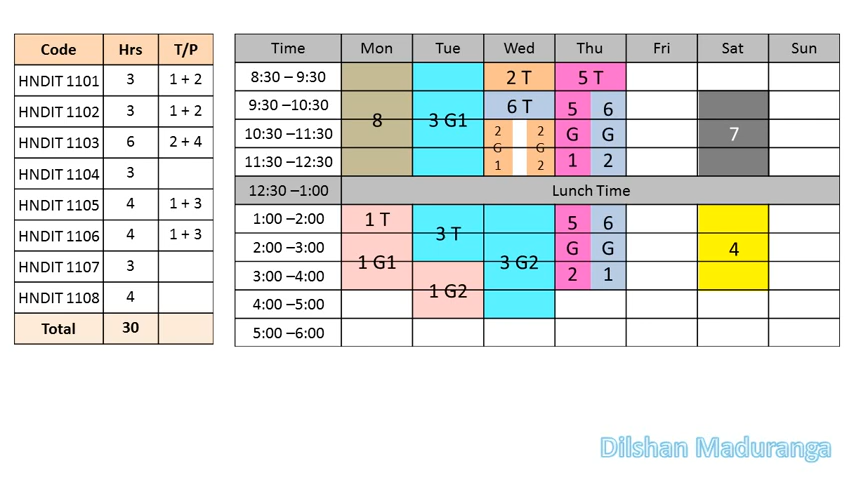 Code Hrs T/P
HNDIT 1101 3 1 + 2
HNDIT 1102 3 1 + 2
HNDIT 1103 6 2 + 4
HNDIT 1104 3
HNDIT 1105 4 1 + 3
HNDIT 1106 4 1 + 3
HNDIT 1107 3
HNDIT 1108 4
Total 30
Time Mon Tue Wed Thu Fri Sat Sun
8:30 – 9:30 2 T 5 T
9:30 –10:30 8 3 G1 6 T 5 G 1 6 G 2
10:30 –11:30 2 G 1 2 G 2 7
11:30 –12:30
12:30 –1:00 Lunch Time
1:00 –2:00 1 T 3 T 5 G 2 6 G 1
2:00 –3:00 1 G1 3 G2 4
3:00 –4:00 1 G2
4:00 –5:00
5:00 –6:00
Dilshan Maduranga